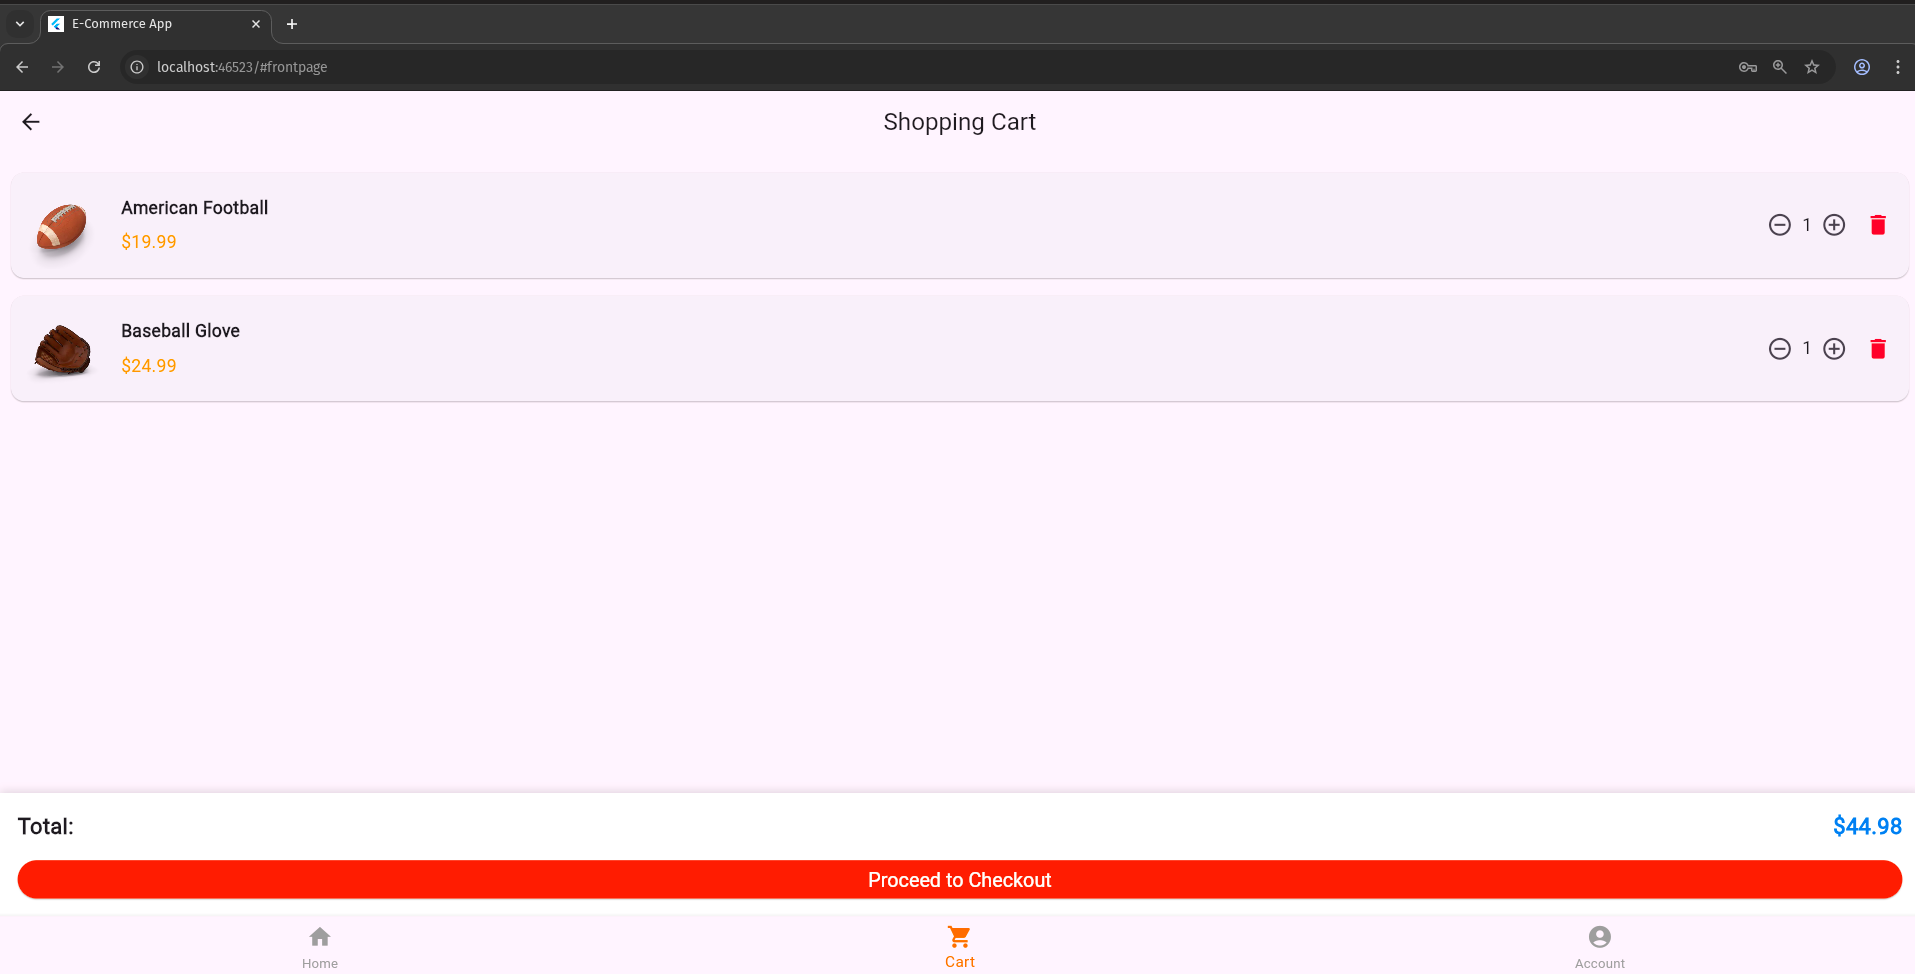 E-Commerce App
localhost:46523/#frontpage
Shopping Cart
American Football
$19.99
1
Baseball Glove
$24.99
1
Total:
$44.98
Proceed to Checkout
Home
Cart
Account